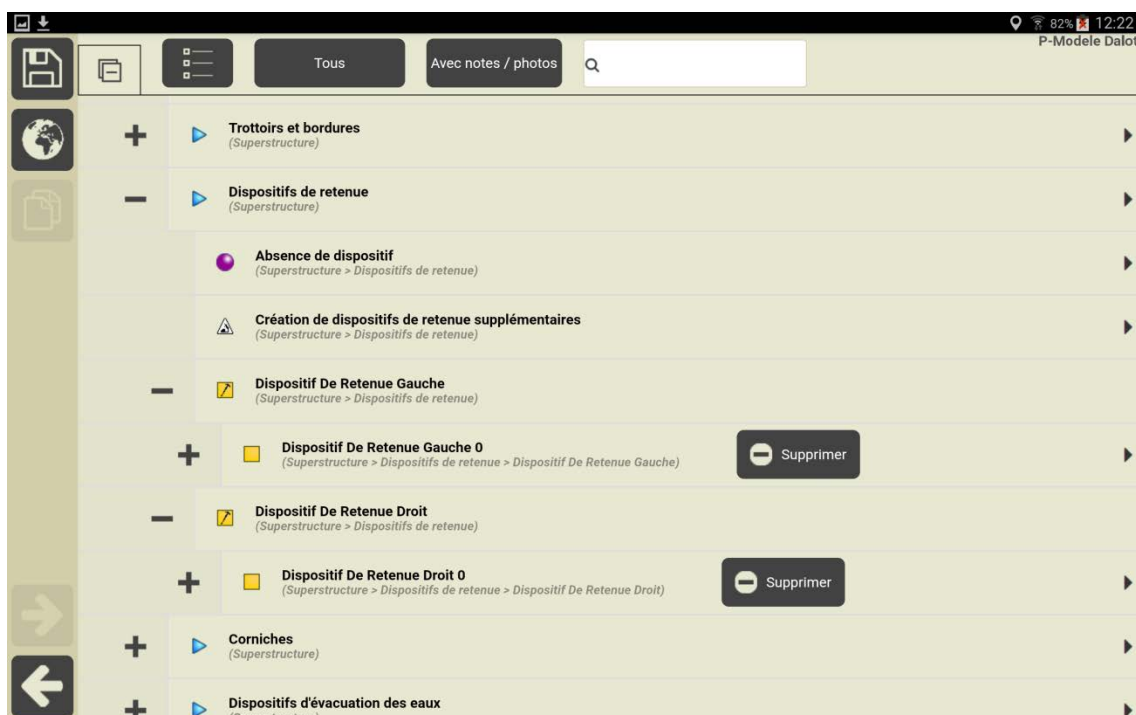 82% 12:22
P-Modele Dalot
Tous
Avec notes / photos
Trottoirs et bordures
(Superstructure)
Dispositifs de retenue
(Superstructure)
Absence de dispositif
(Superstructure > Dispositifs de retenue)
Création de dispositifs de retenue supplémentaires
(Superstructure > Dispositifs de retenue)
Dispositif De Retenue Gauche
(Superstructure > Dispositifs de retenue)
Dispositif De Retenue Gauche 0
(Superstructure > Dispositifs de retenue > Dispositif De Retenue Gauche)
Supprimer
Dispositif De Retenue Droit
(Superstructure > Dispositifs de retenue)
Dispositif De Retenue Droit 0
(Superstructure > Dispositifs de retenue > Dispositif De Retenue Droit)
Supprimer
Corniches
(Superstructure)
Dispositifs d'évacuation des eaux